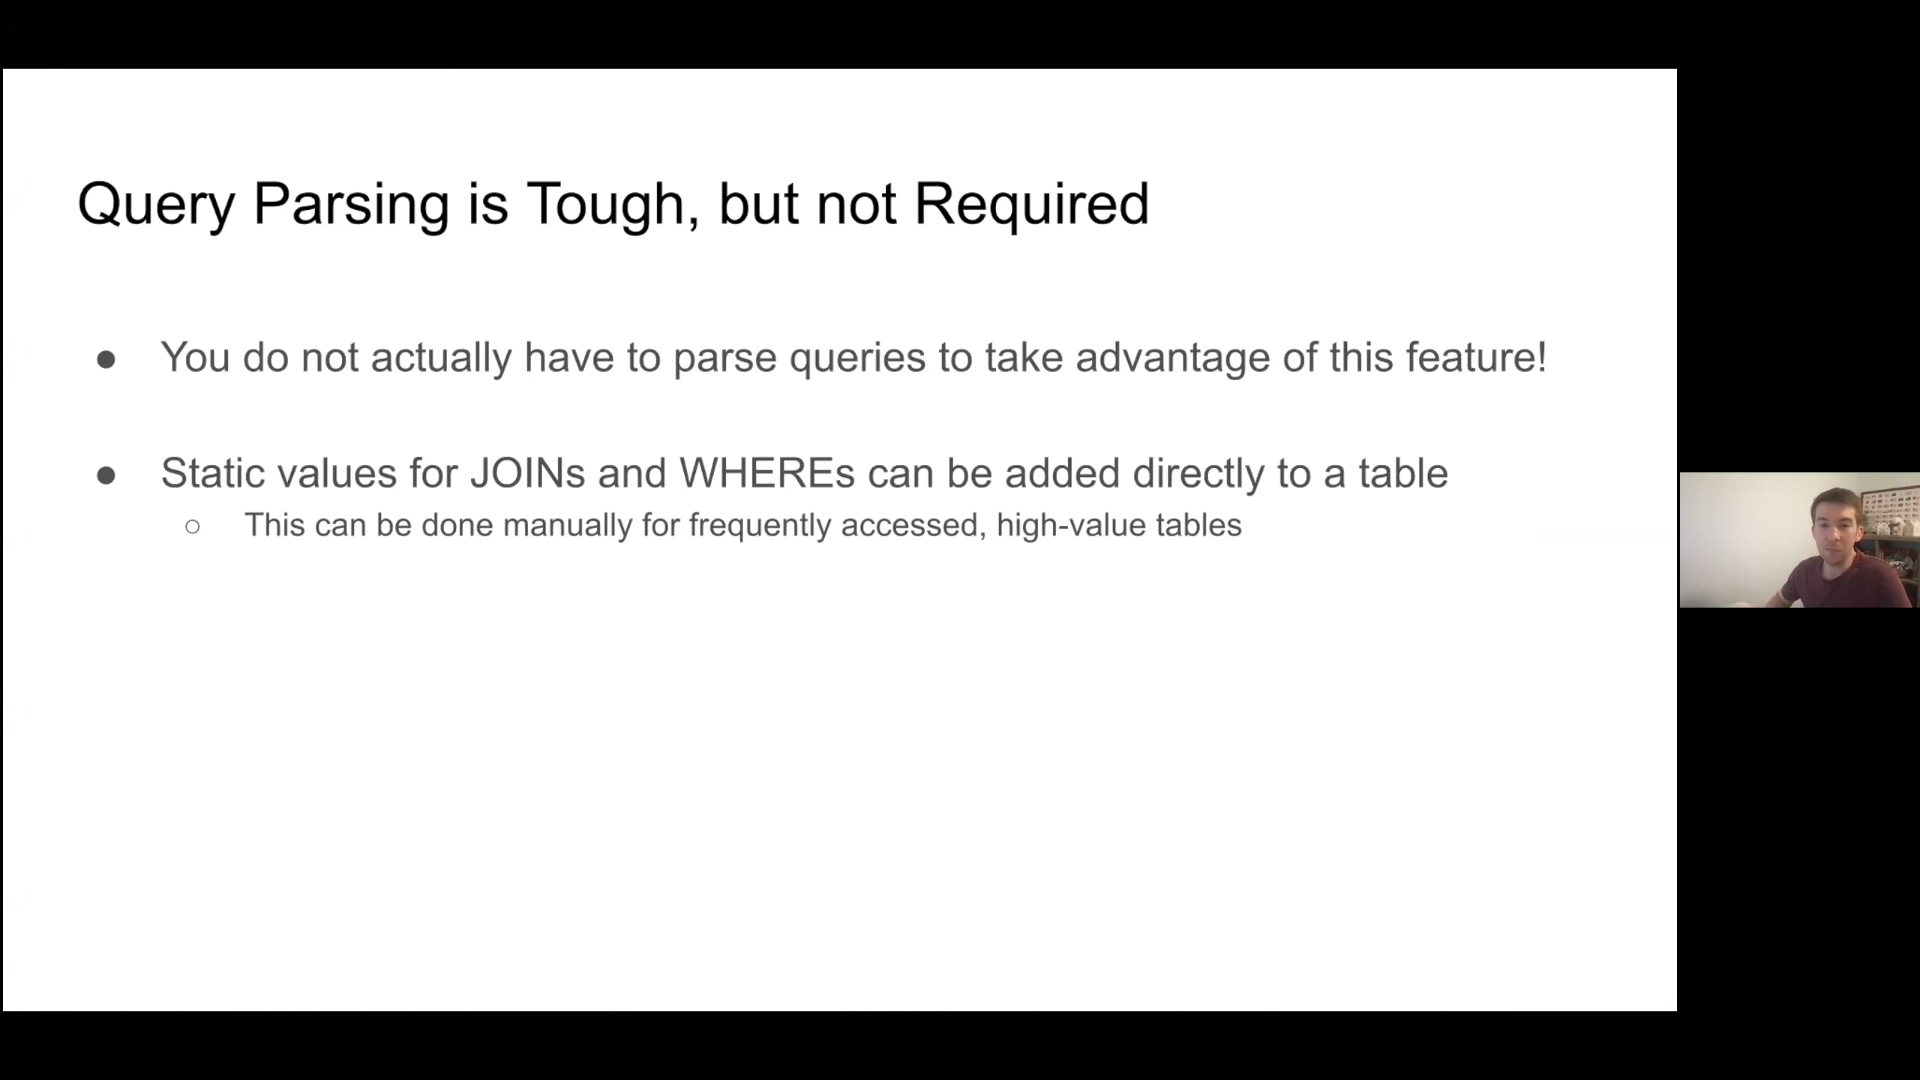 Query Parsing is Tough, but not Required
● You do not actually have to parse queries to take advantage of this feature!
● Static values for JOINs and WHEREs can be added directly to a table
○ This can be done manually for frequently accessed, high-value tables